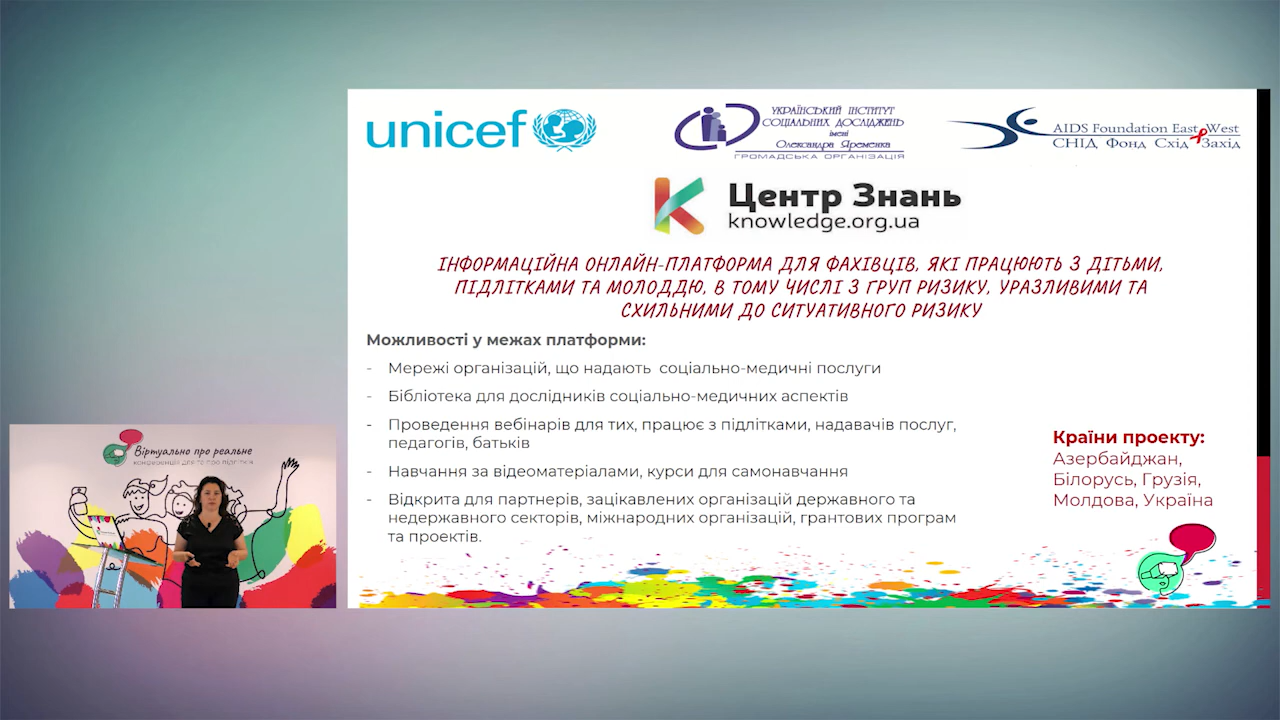 unicef
УКРАЇНСЬКИЙ ІНСТИТУТ
СОЦІАЛЬНИХ ДОСЛІДЖЕНЬ
імені
Олександра Яременка
ГРОМАДСЬКА ОРГАНІЗАЦІЯ
AIDS Foundation East West
СНІД Фонд Схід Захід
Центр Знань
knowledge.org.ua
ІНФОРМАЦІЙНА ОНЛАЙН-ПЛАТФОРМА ДЛЯ ФАХІВЦІВ, ЯКІ ПРАЦЮЮТЬ З ДІТЬМИ,
ПІДЛІТКАМИ ТА МОЛОДДЮ, В ТОМУ ЧИСЛІ З ГРУП РИЗИКУ, УРАЗЛИВИМИ ТА
СХИЛЬНИМИ ДО СИТУАТИВНОГО РИЗИКУ
Можливості у межах платформи:
- Мережі організацій, що надають соціально-медичні послуги
- Бібліотека для дослідників соціально-медичних аспектів
- Проведення вебінарів для тих, працює з підлітками, надавачів послуг,
педагогів, батьків
- Навчання за відеоматеріалами, курси для самонавчання
- Відкрита для партнерів, зацікавлених організацій державного та
недержавного секторів, міжнародних організацій, грантових програм
та проектів.
Країни проекту:
Азербайджан,
Білорусь, Грузія,
Молдова, Україна
Віртуально про реальне
конференція для та про підлітків